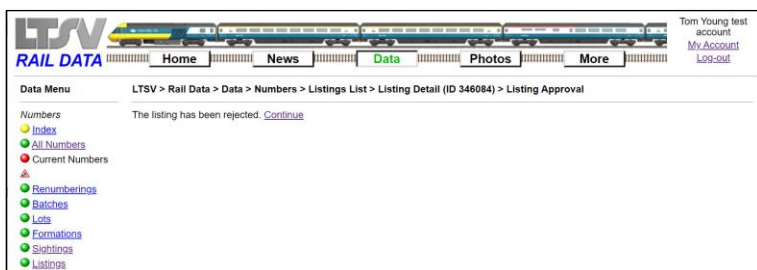 LTSV
RAIL DATA
Home
News
Data
Photos
More
Tom Young test
account
My Account
Log-out
Data Menu
LTSV > Rail Data > Data > Numbers > Listings List > Listing Detail (ID 346084) > Listing Approval
Numbers
Index
All Numbers
Current Numbers
Renumberings
Batches
Lots
Formations
Sightings
Listings
The listing has been rejected. Continue